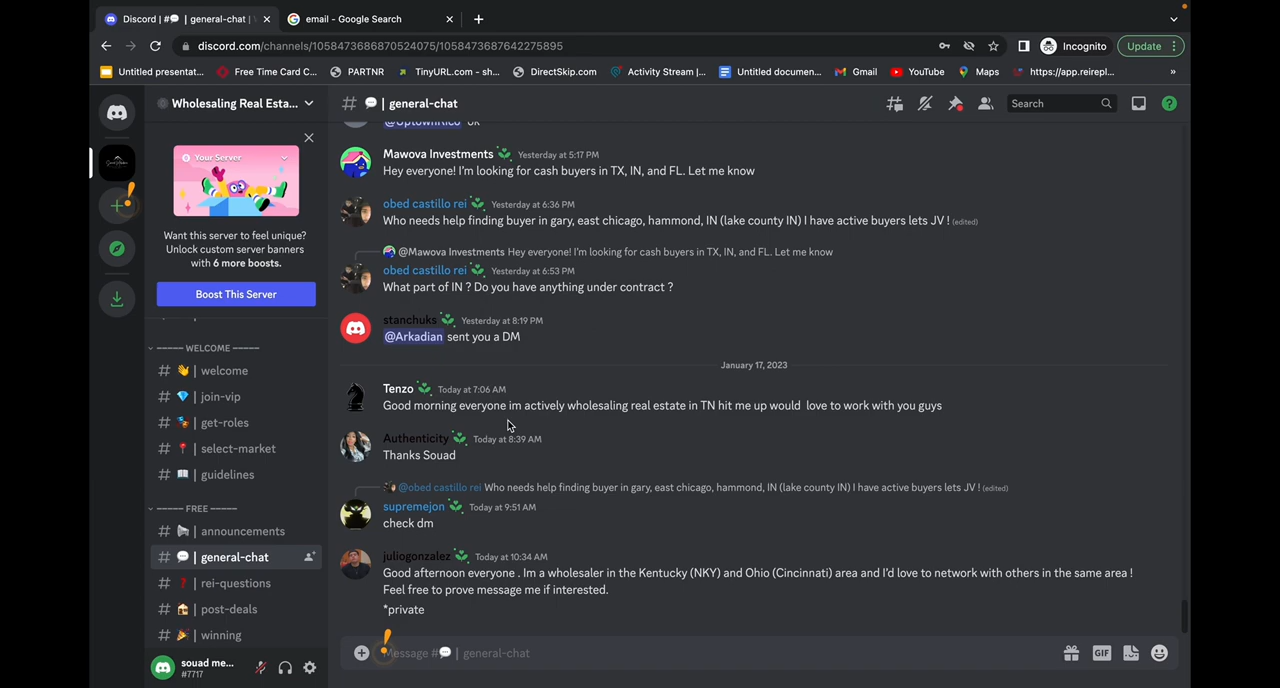 Discord | #💬 | general-chat |
email - Google Search
discord.com/channels/1058473686870524075/1058473687642275895
Incognito
Update
Untitled presentat...
Free Time Card C...
PARTNR
TinyURL.com - sh...
DirectSkip.com
Activity Stream |...
Untitled documen...
Gmail
YouTube
Maps
https://app.reirepl...
»
Wholesaling Real Esta...
# 💬 | general-chat
Search
Your Server
Want this server to feel unique?
Unlock custom server banners
with 6 more boosts.
Boost This Server
----- WELCOME -----
# 👋 | welcome
# 💎 | join-vip
# | get-roles
# 📍 | select-market
# 📖 | guidelines
----- FREE -----
# | announcements
# 💬 | general-chat
# ❓ | rei-questions
# 🏠 | post-deals
# 🎉 | winning
souad me...
#7717
@UptownRico ok
Mawova Investments Yesterday at 5:17 PM
Hey everyone! I'm looking for cash buyers in TX, IN, and FL. Let me know
obed castillo rei Yesterday at 6:36 PM
Who needs help finding buyer in gary, east chicago, hammond, IN (lake county IN) I have active buyers lets JV ! (edited)
@Mawova Investments Hey everyone! I'm looking for cash buyers in TX, IN, and FL. Let me know
obed castillo rei Yesterday at 6:53 PM
What part of IN ? Do you have anything under contract ?
stanchuks Yesterday at 8:19 PM
@Arkadian sent you a DM
January 17, 2023
Tenzo Today at 7:06 AM
Good morning everyone im actively wholesaling real estate in TN hit me up would love to work with you guys
Authenticity Today at 8:39 AM
Thanks Souad
@obed castillo rei Who needs help finding buyer in gary, east chicago, hammond, IN (lake county IN) I have active buyers lets JV ! (edited)
supremejon Today at 9:51 AM
check dm
juliogonzalez Today at 10:34 AM
Good afternoon everyone . Im a wholesaler in the Kentucky (NKY) and Ohio (Cincinnati) area and I'd love to network with others in the same area !
Feel free to prove message me if interested.
*private
Message #💬 | general-chat
GIF